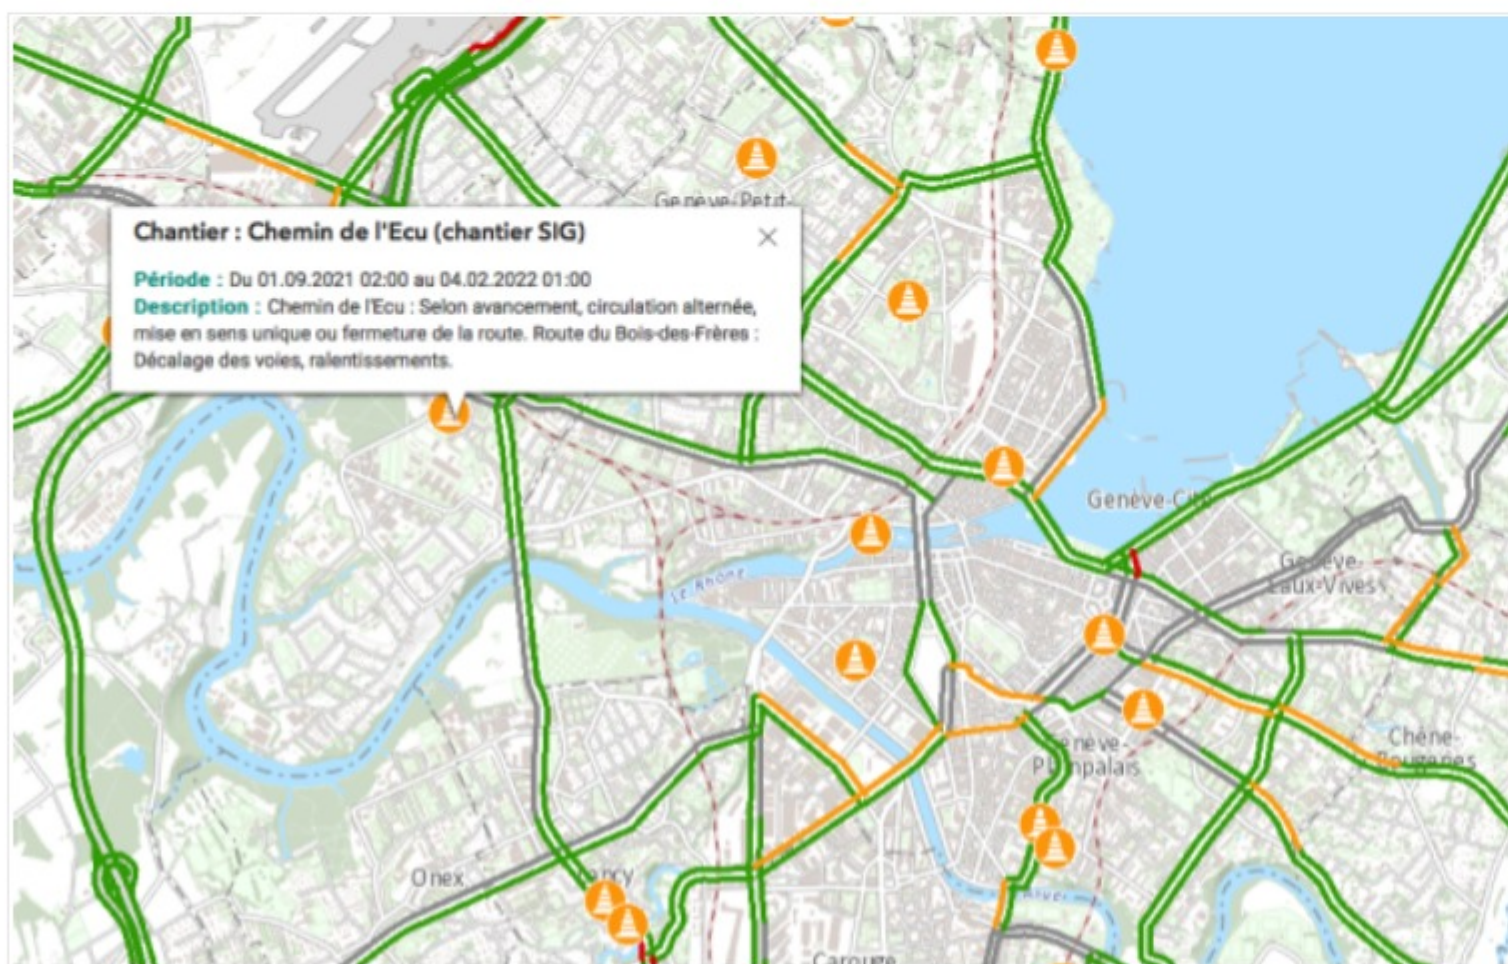 Genève-Petit-
Chantier : Chemin de l'Ecu (chantier SIG)
Période : Du 01.09.2021 02:00 au 04.02.2022 01:00
Description : Chemin de l'Ecu : Selon avancement, circulation alternée,
mise en sens unique ou fermeture de la route. Route du Bois-des-Frères :
Décalage des voies, ralentissements.
Genève-City
Le Rhône
Genève-
Eaux-Vives
Genève-
Plainpalais
Chêne-
Bougeries
Onex
Lancy
Arve
Carouge